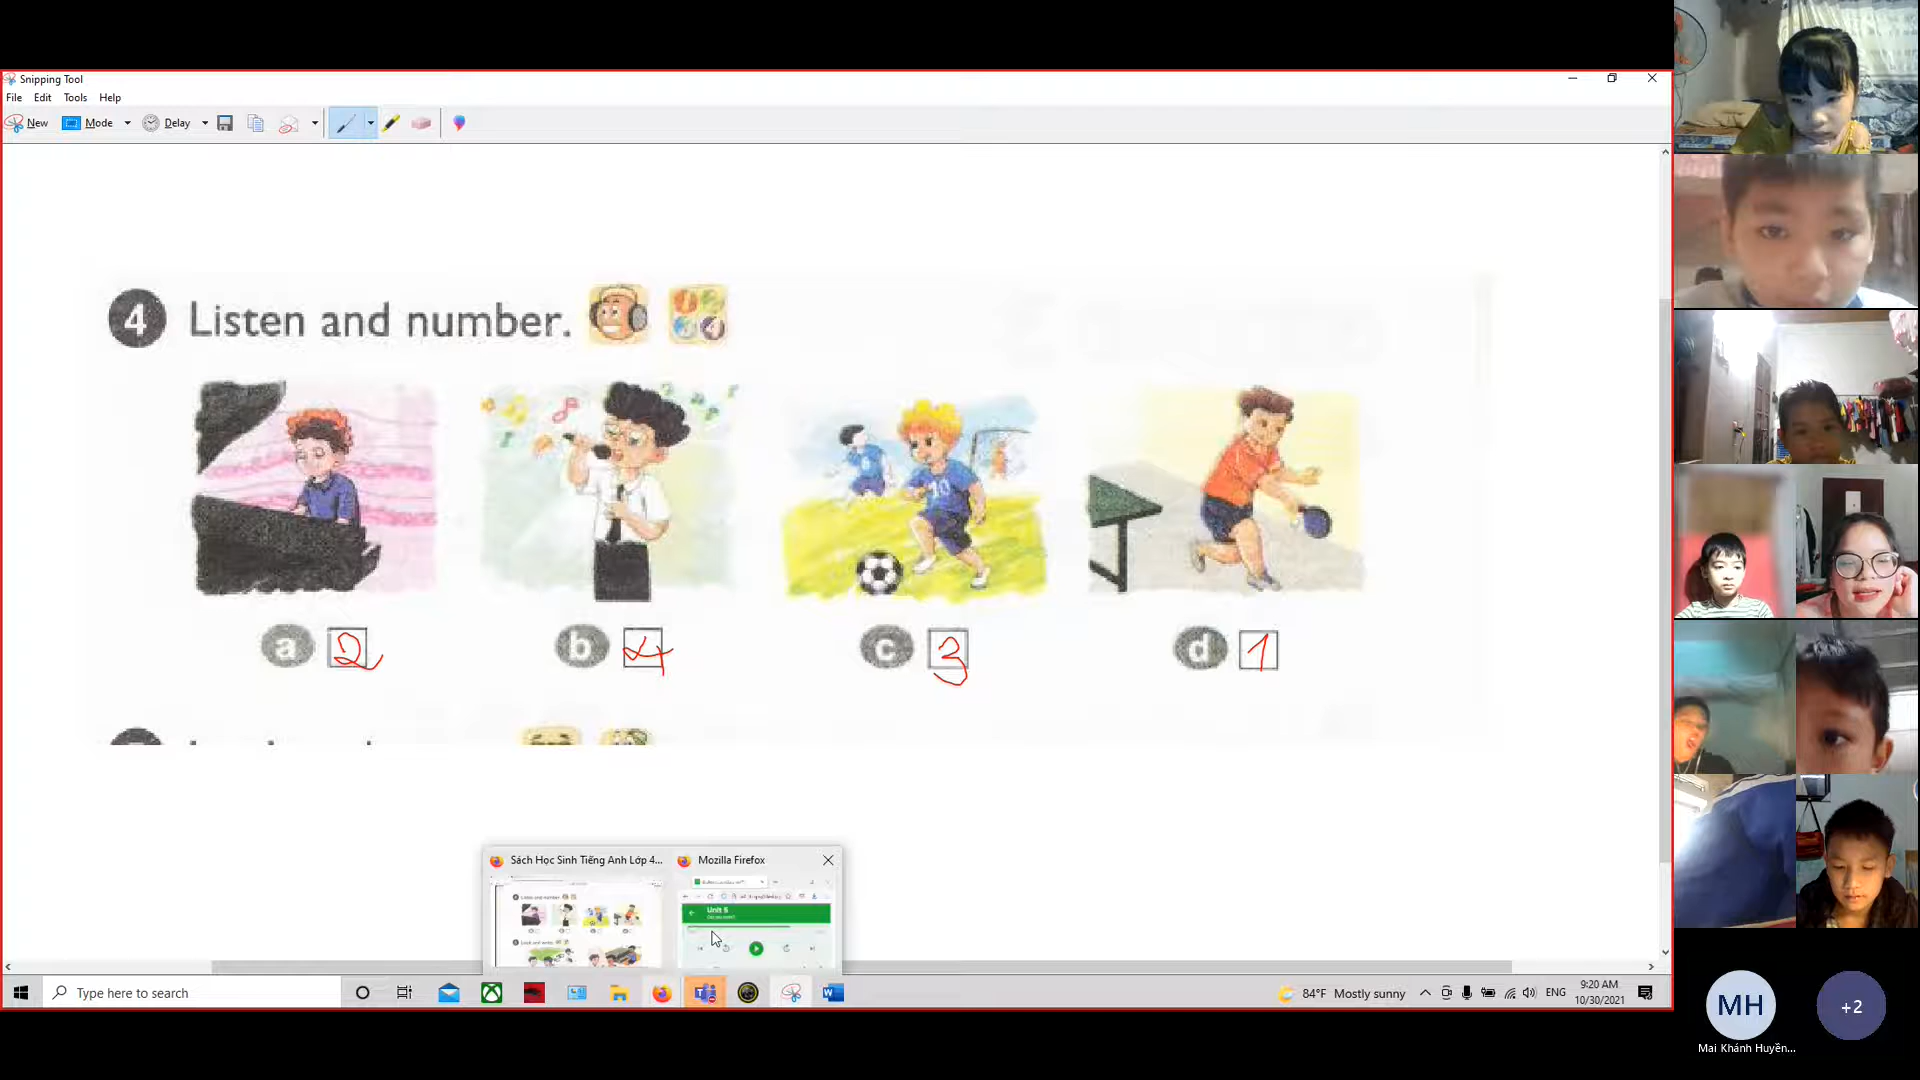 Snipping Tool
File Edit Tools Help
New Mode Delay
4 Listen and number.
10
a 2 b 4 c 3 d 1
Sách Học Sinh Tiếng Anh Lớp 4... Mozilla Firefox
Unit 5
Type here to search
84°F Mostly sunny ENG 9:20 AM
10/30/2021
MH +2
Mai Khánh Huyền...